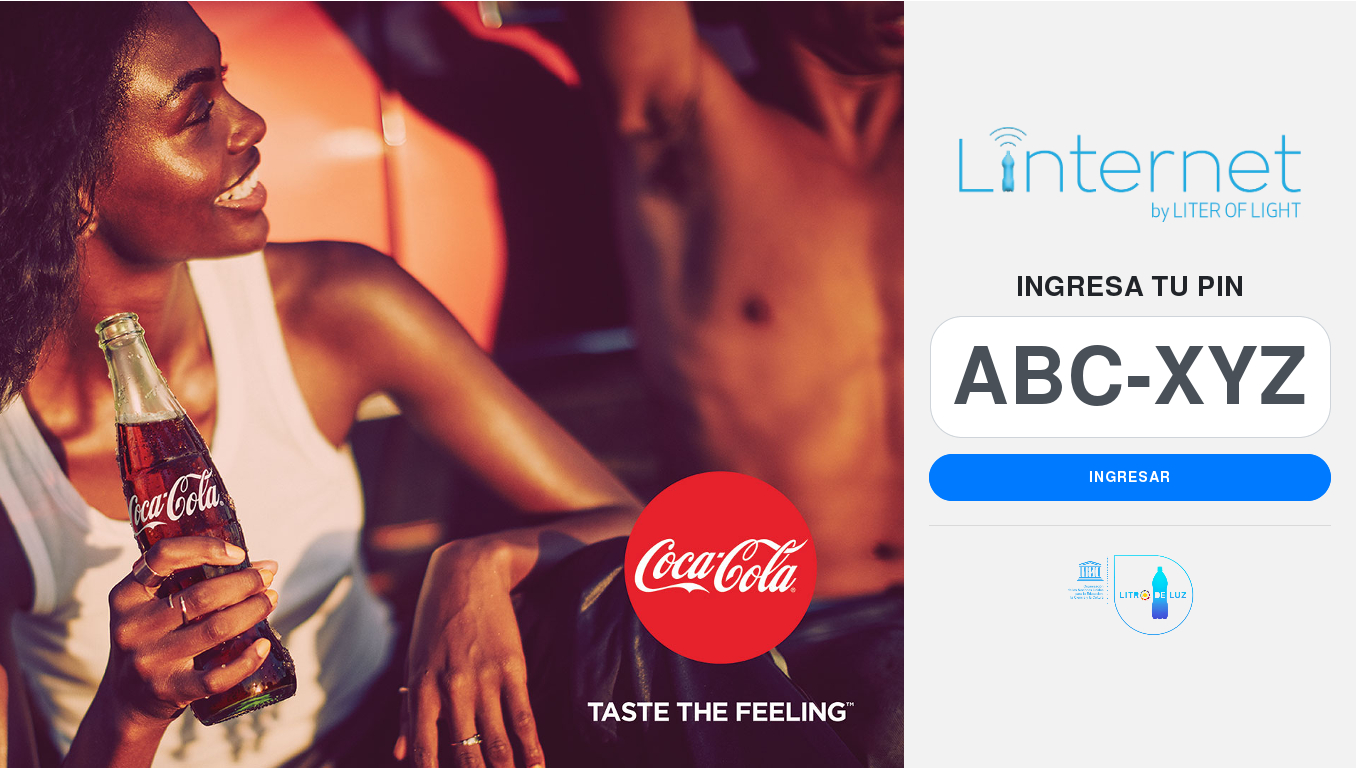 Coca-Cola
Coca-Cola
TASTE THE FEELING™
Linternet
by LITER OF LIGHT
INGRESA TU PIN
ABC-XYZ
INGRESAR
LITRO DE LUZ